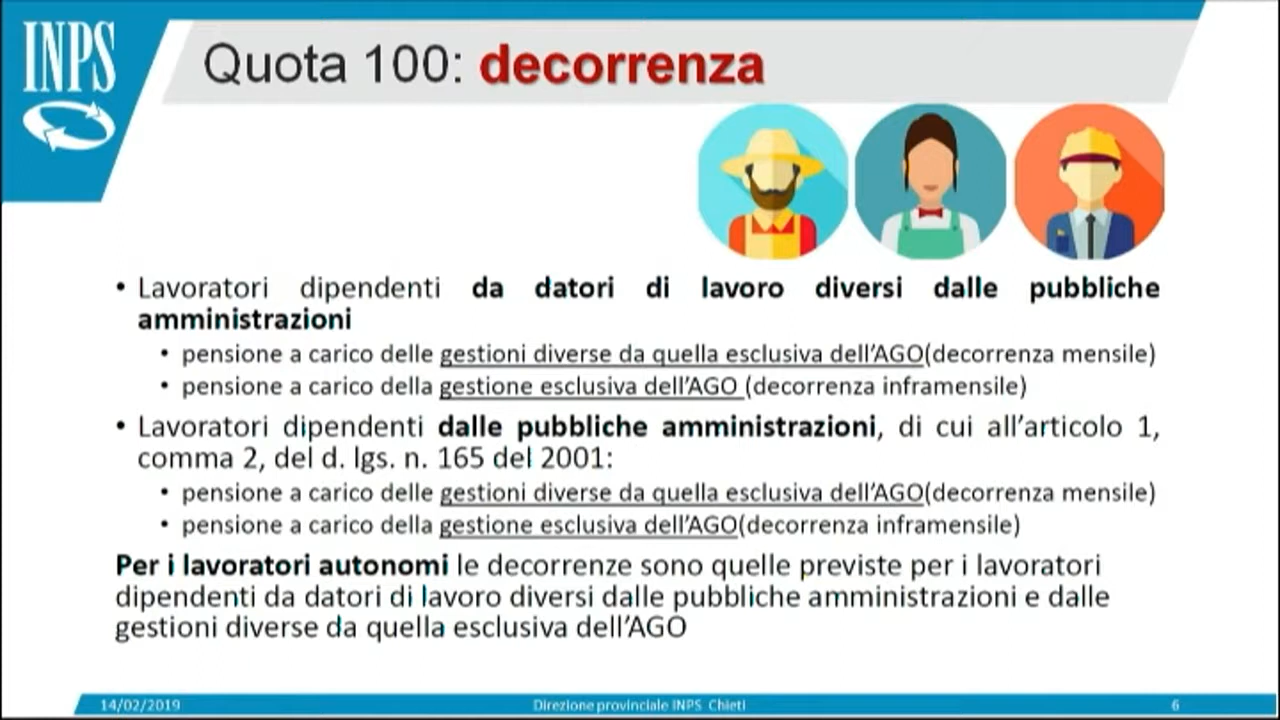 INPS
Quota 100: decorrenza
• Lavoratori dipendenti da datori di lavoro diversi dalle pubbliche
amministrazioni
• pensione a carico delle gestioni diverse da quella esclusiva dell'AGO(decorrenza mensile)
• pensione a carico della gestione esclusiva dell'AGO (decorrenza inframensile)
• Lavoratori dipendenti dalle pubbliche amministrazioni, di cui all'articolo 1,
comma 2, del d. lgs. n. 165 del 2001:
• pensione a carico delle gestioni diverse da quella esclusiva dell'AGO(decorrenza mensile)
• pensione a carico della gestione esclusiva dell'AGO(decorrenza inframensile)
Per i lavoratori autonomi le decorrenze sono quelle previste per i lavoratori
dipendenti da datori di lavoro diversi dalle pubbliche amministrazioni e dalle
gestioni diverse da quella esclusiva dell'AGO
14/02/2019 Direzione provinciale INPS Chieti 6